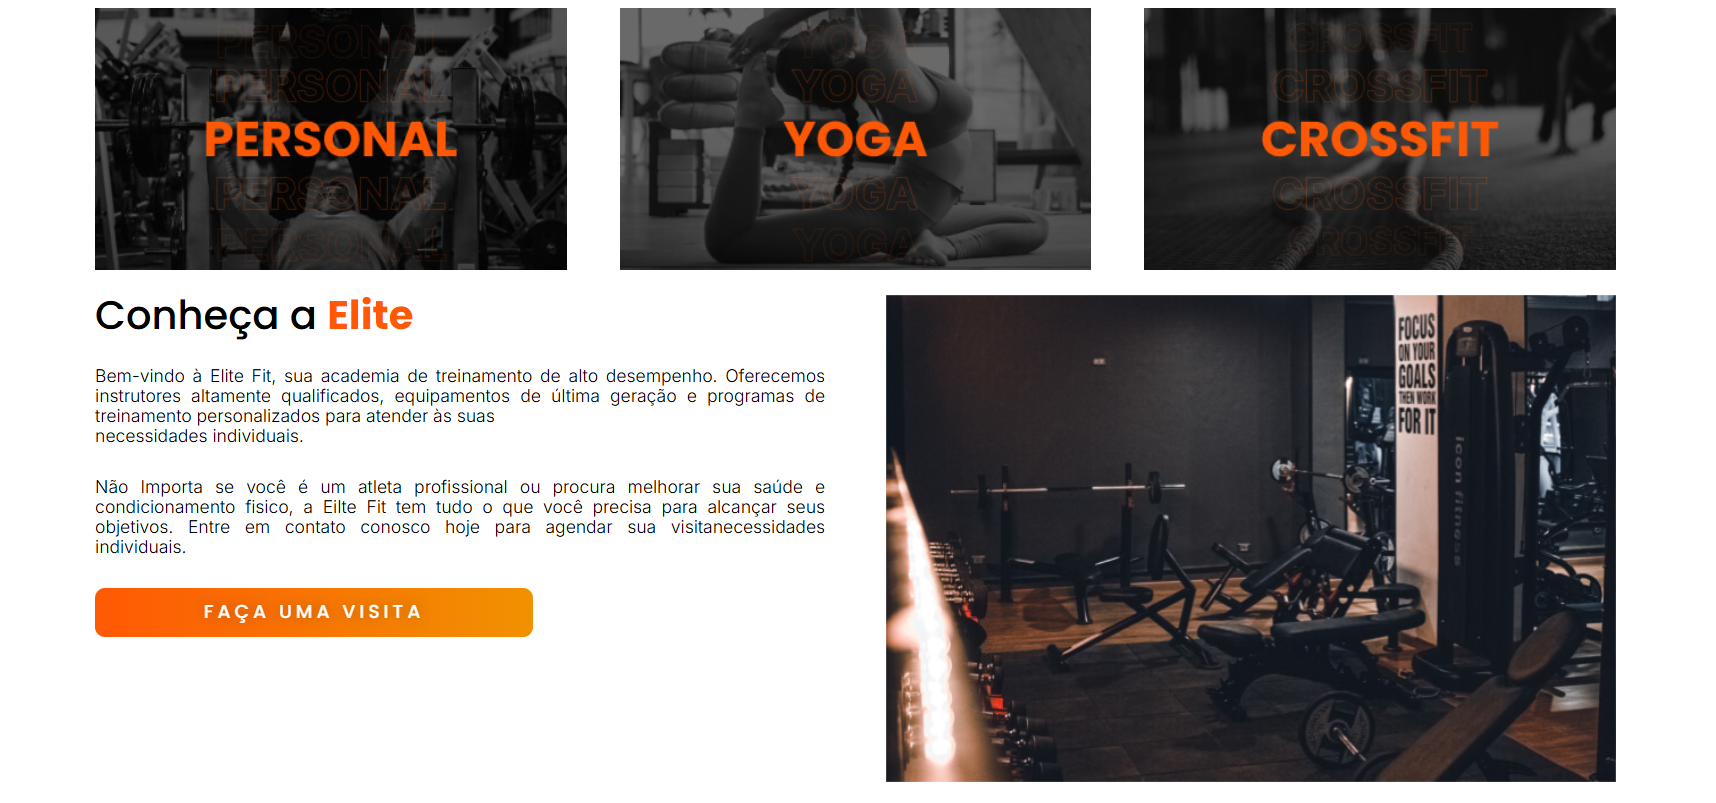 PERSONAL
PERSONAL
PERSONAL
PERSONAL
PERSONAL
YOGA
YOGA
YOGA
YOGA
YOGA
CROSSFIT
CROSSFIT
CROSSFIT
CROSSFIT
CROSSFIT
Conheça a Elite
Bem-vindo à Elite Fit, sua academia de treinamento de alto desempenho. Oferecemos
instrutores altamente qualificados, equipamentos de última geração e programas de
treinamento personalizados para atender às suas
necessidades individuais.
Não Importa se você é um atleta profissional ou procura melhorar sua saúde e
condicionamento fisico, a Eilte Fit tem tudo o que você precisa para alcançar seus
objetivos. Entre em contato conosco hoje para agendar sua visitanecessidades
individuais.
FAÇA UMA VISITA
FOCUS
ON YOUR
GOALS
THEN WORK
FOR IT
icon fitness